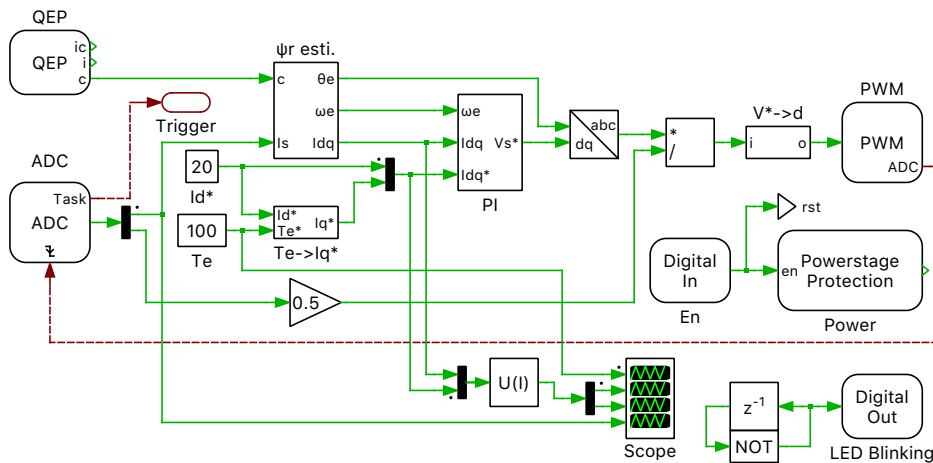 QEP
QEP
ic
i
c
ψr esti.
c
Is
θe
ωe
Idq
Trigger
20
Id*
ωe
Idq
Idq*
Vs*
PI
abc
dq
*
/
V*->d
i
o
PWM
PWM
ADC
ADC
Task
ADC
100
Te
Id*
Te*
Iq*
Te->Iq*
0.5
rst
Digital
In
En
en
Powerstage
Protection
Power
U(I)
Scope
z-1
NOT
Digital
Out
LED Blinking